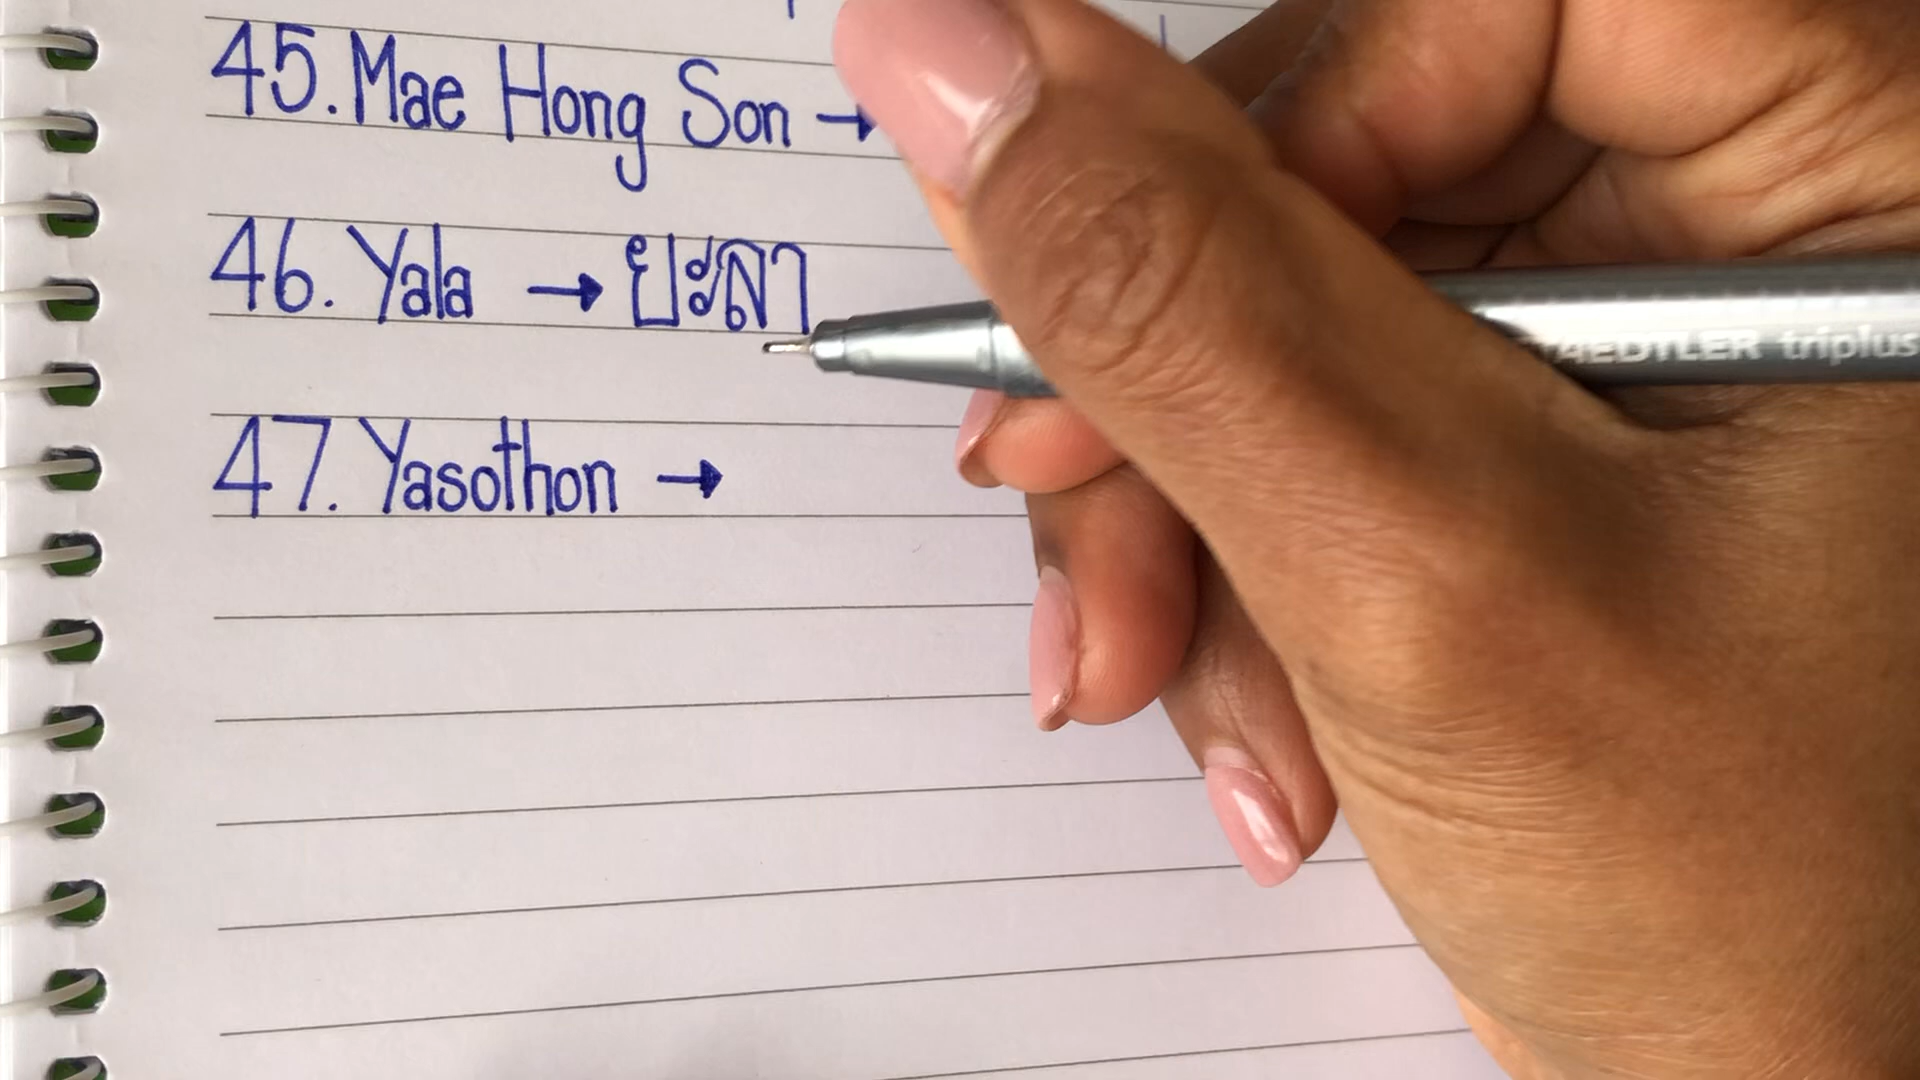 45. Mae Hong Son →
46. Yala → ยะลา
47. Yasothon →
STAEDTLER triplus